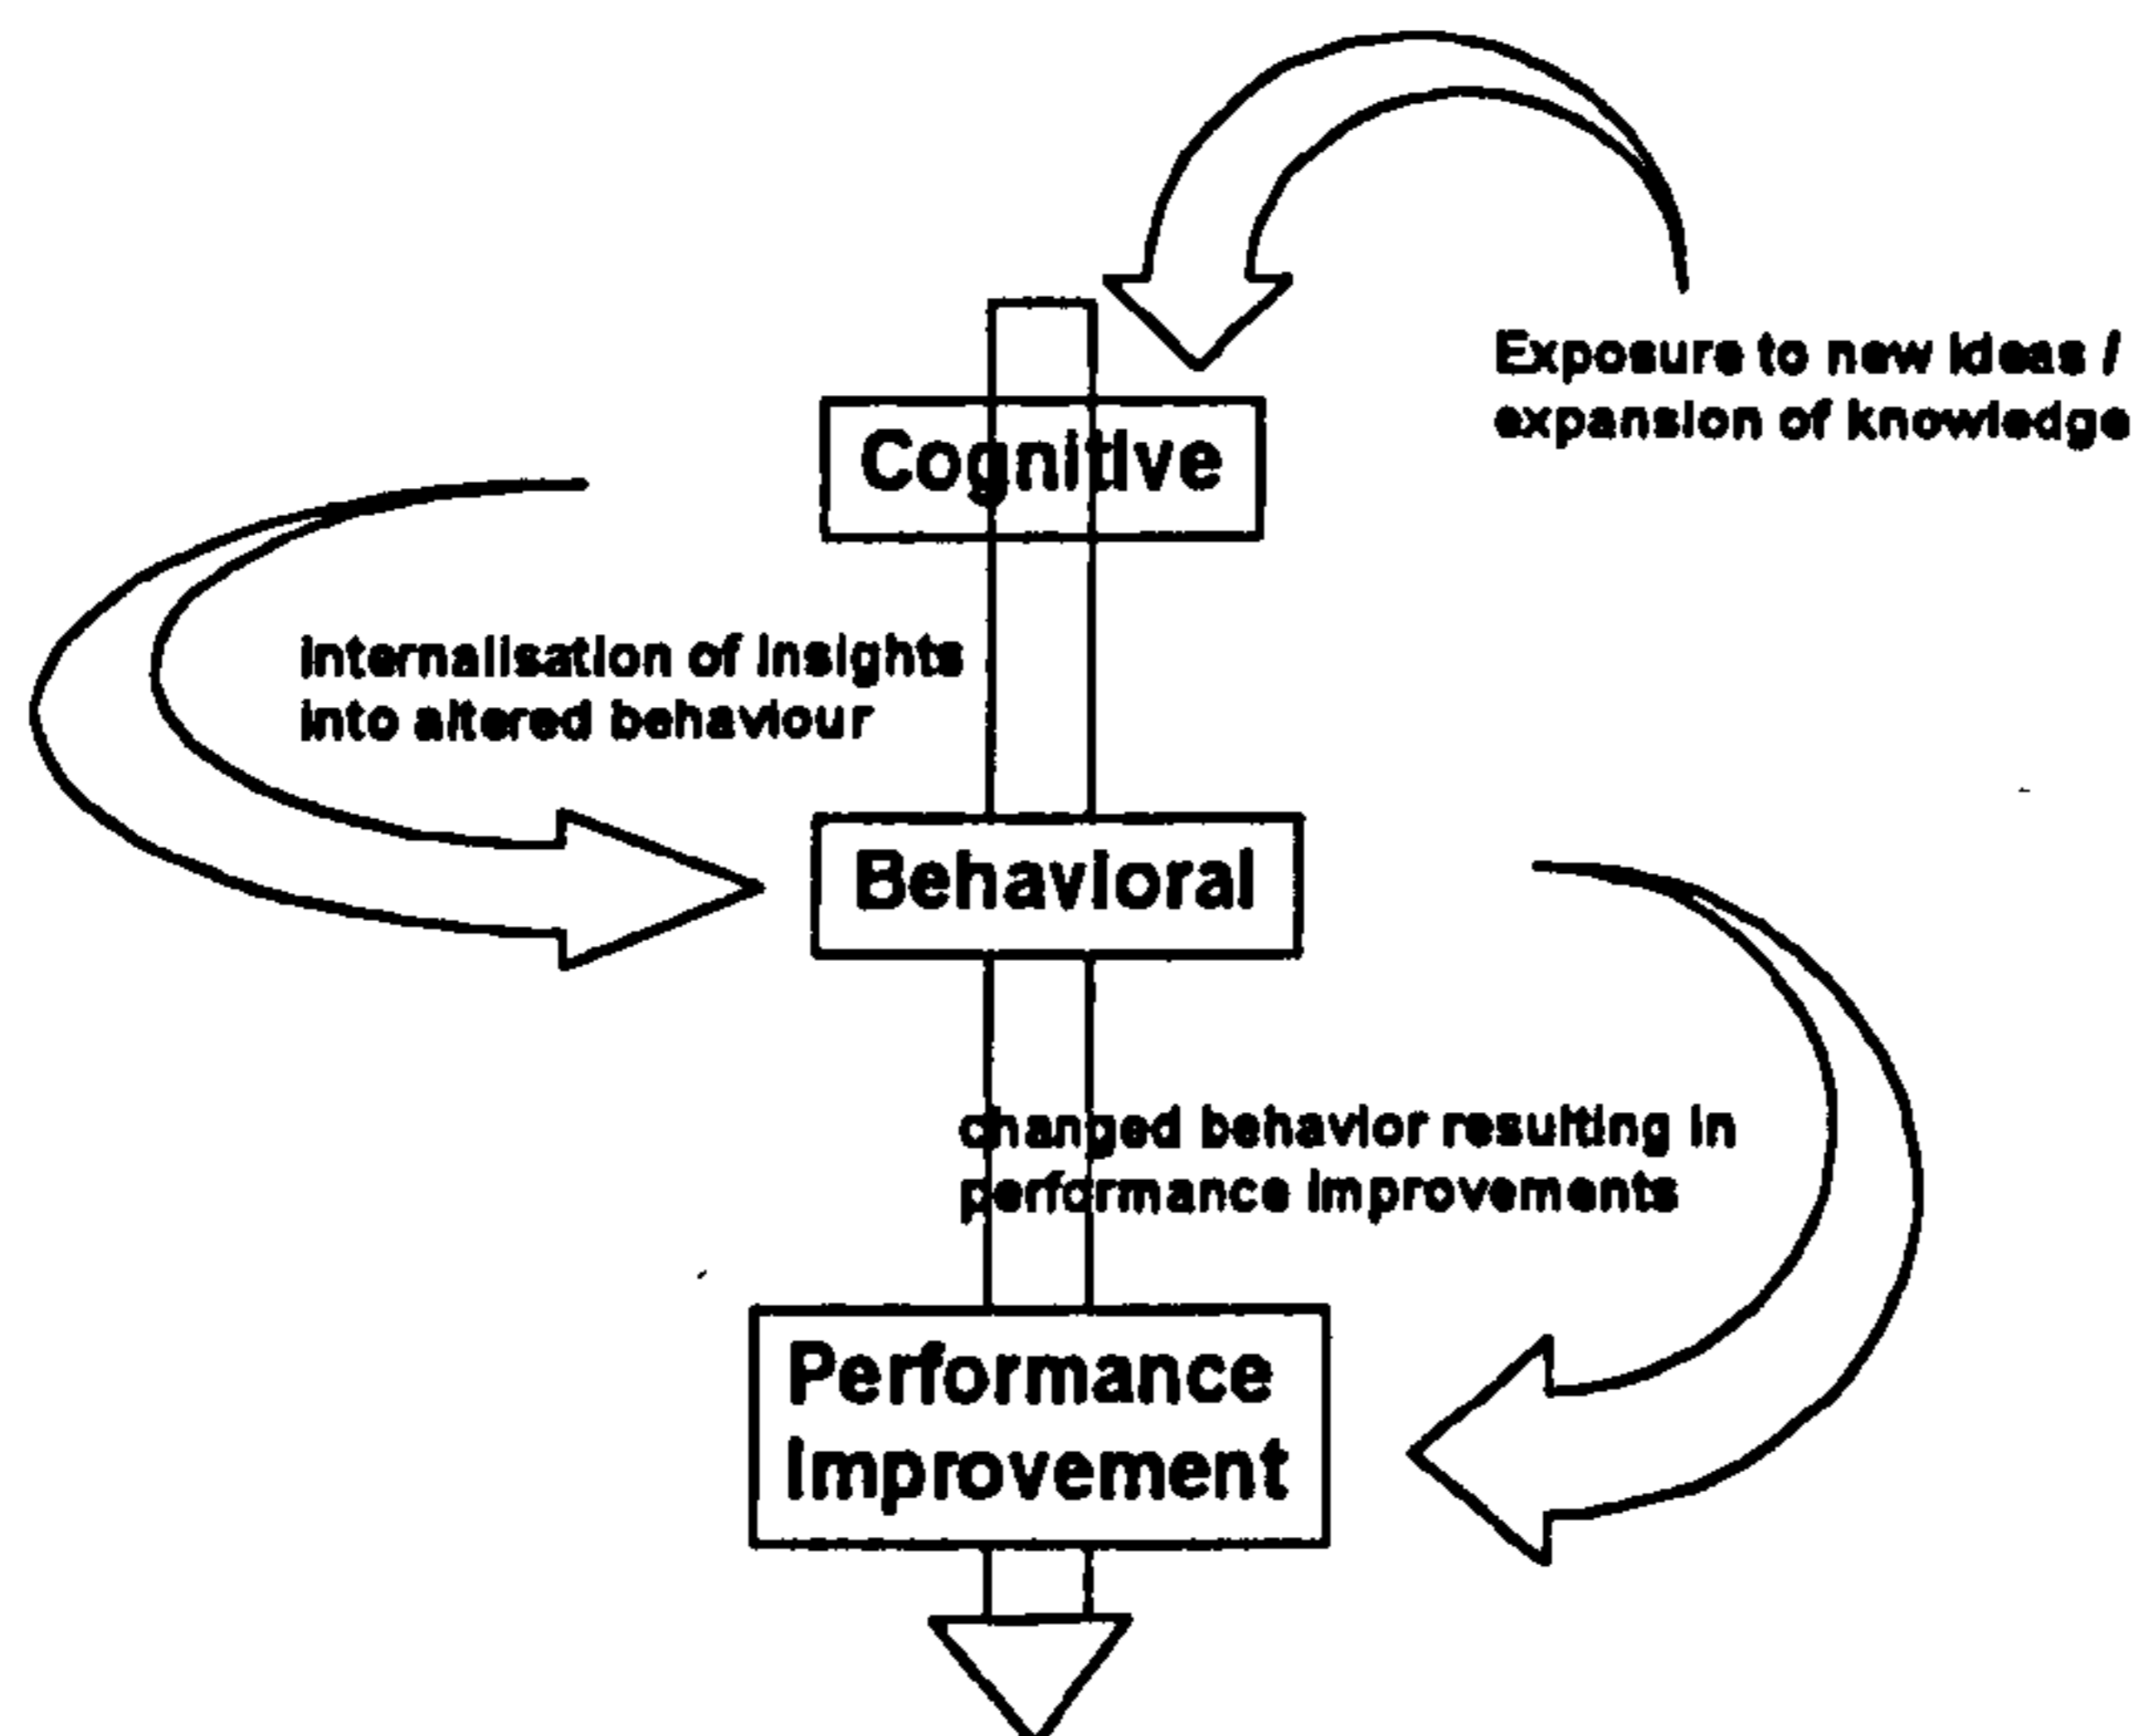 Exposure to new ideas /
expansion of knowledge
Cognitive
internalisation of insights
into altered behaviour
Behavioral
changed behavior resulting in
performance improvements
Performance
Improvement